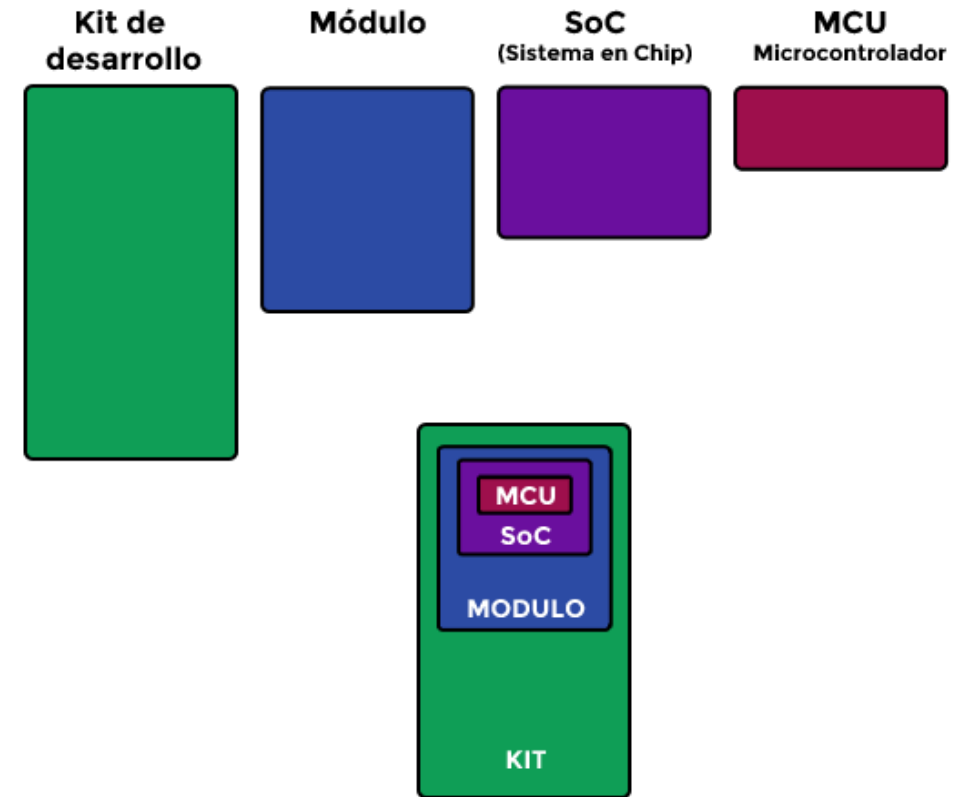 Kit de
desarrollo
Módulo
SoC
(Sistema en Chip)
MCU
Microcontrolador
MCU
SoC
MODULO
KIT